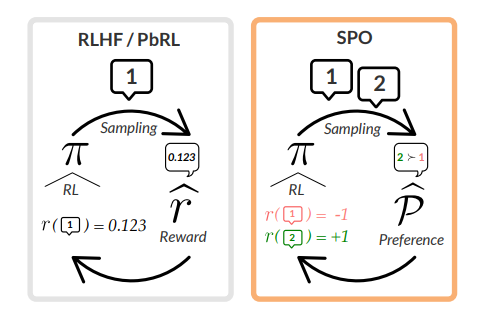 RLHF / PbRL
1
Sampling
π
0.123
RL
r̂
r( 1 ) = 0.123
Reward
SPO
1
2
Sampling
π
2 ≻ 1
RL
𝒫̂
r( 1 ) = -1
r( 2 ) = +1
Preference